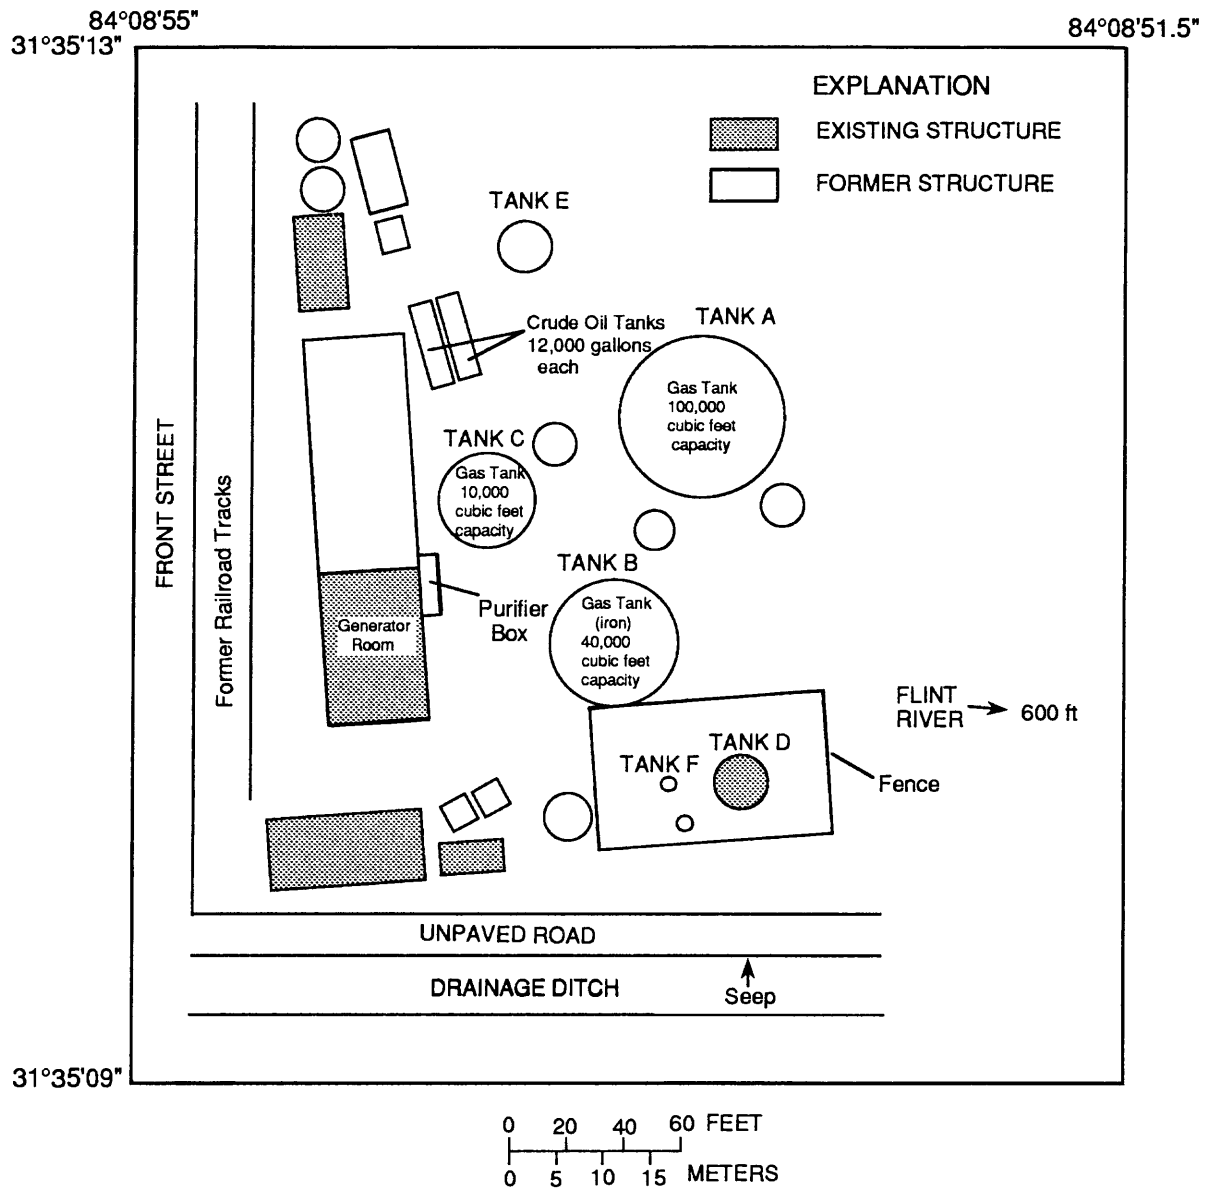 84°08'55"
84°08'51.5"
31°35'13"
EXPLANATION
EXISTING STRUCTURE
FORMER STRUCTURE
TANK E
Crude Oil Tanks
12,000 gallons
each
TANK A
Gas Tank
100,000
cubic feet
capacity
TANK C
Gas Tank
10,000
cubic feet
capacity
FRONT STREET
Former Railroad Tracks
TANK B
Gas Tank
(iron)
40,000
cubic feet
capacity
Purifier
Box
Generator
Room
FLINT
RIVER
600 ft
TANK D
TANK F
Fence
UNPAVED ROAD
DRAINAGE DITCH
Seep
31°35'09"
0 20 40 60 FEET
0 5 10 15 METERS